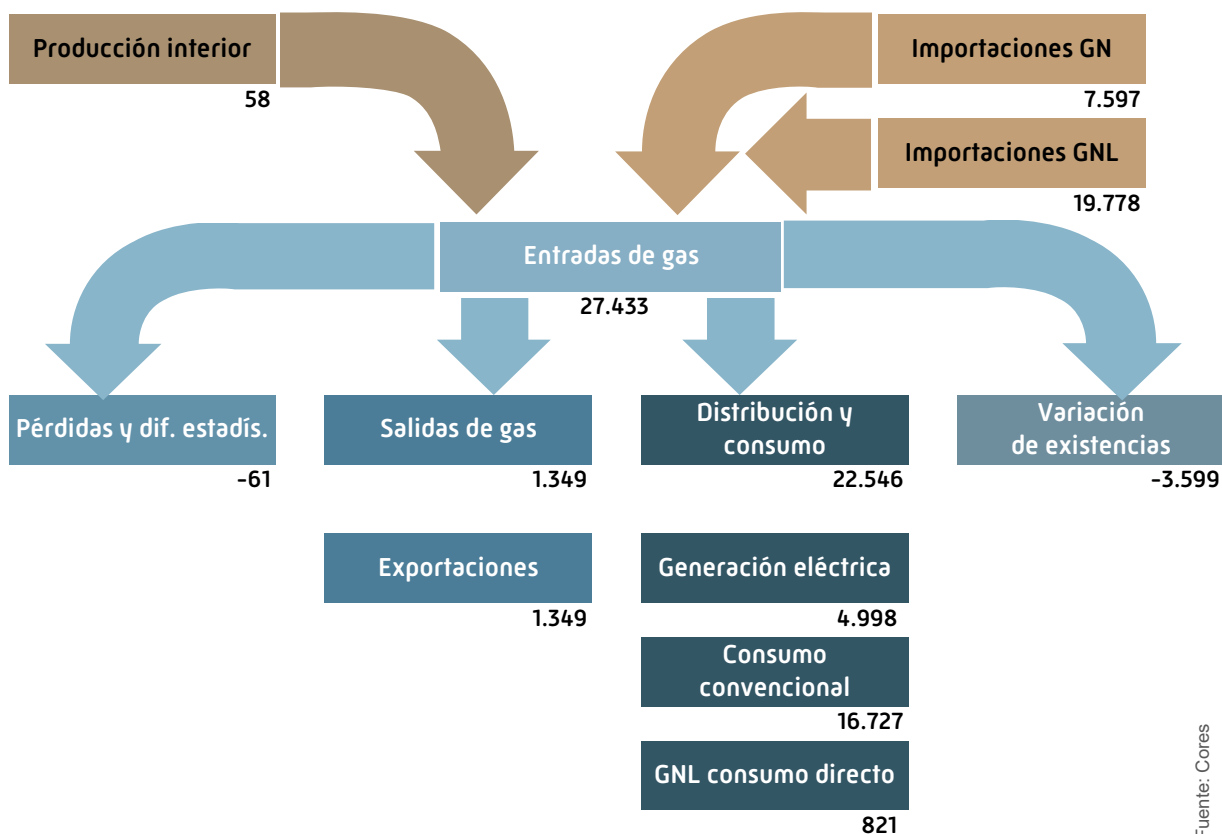 Producción interior
58
Importaciones GN
7.597
Importaciones GNL
19.778
Entradas de gas
27.433
Pérdidas y dif. estadís.
-61
Salidas de gas
1.349
Distribución y
consumo
22.546
Variación
de existencias
-3.599
Exportaciones
1.349
Generación eléctrica
4.998
Consumo
convencional
16.727
GNL consumo directo
821
Fuente: Cores